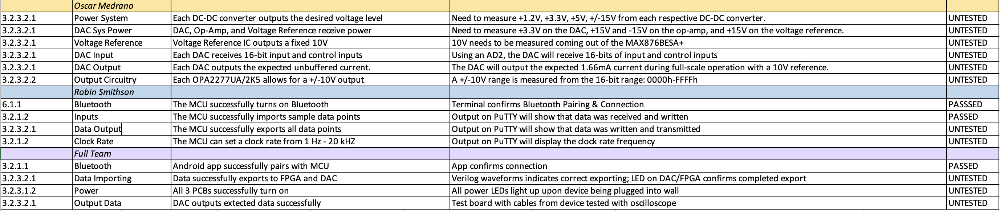 Oscar Medrano
3.2.3.2.1 Power System Each DC-DC converter outputs the desired voltage level Need to measure +1.2V, +3.3V, +5V, +/-15V from each respective DC-DC converter. UNTESTED
3.2.3.2.1 DAC Sys Power DAC, Op-Amp, and Voltage Reference receive power Need to measure +3.3V on the DAC, +15V and -15V on the op-amp, and +15V on the voltage reference. UNTESTED
3.2.3.2.1 Voltage Reference Voltage Reference IC outputs a fixed 10V 10V needs to be measured coming out of the MAX876BESA+ UNTESTED
3.2.3.2.1 DAC Input Each DAC receives 16-bit input and control inputs Using an AD2, the DAC will receive 16-bits of input and control inputs UNTESTED
3.2.3.2.1 DAC Output Each DAC outputs the expected unbuffered current. The DAC will output the expected 1.66mA current during full-scale operation with a 10V reference. UNTESTED
3.2.3.2.2 Output Circuitry Each OPA2277UA/2K5 allows for a +/-10V output A +/-10V range is measured from the 16-bit range: 0000h-FFFFh UNTESTED
Robin Smithson
6.1.1 Bluetooth The MCU successfully turns on Bluetooth Terminal confirms Bluetooth Pairing & Connection PASSSED
3.2.1.2 Inputs The MCU successfully imports sample data points Output on PuTTY will show that data was received and written PASSED
3.2.3.2.1 Data Output The MCU successfully exports all data points Output on PuTTY will show that data was written and transmitted UNTESTED
3.2.1.2 Clock Rate The MCU can set a clock rate from 1 Hz - 20 kHZ Output on PuTTY will display the clock rate frequency UNTESTED
Full Team
3.2.1.1 Bluetooth Android app successfully pairs with MCU App confirms connection PASSED
3.2.3.2.1 Data Importing Data successfully exports to FPGA and DAC Verilog waveforms indicates correct exporting; LED on DAC/FPGA confirms completed export UNTESTED
3.2.3.1.2 Power All 3 PCBs successfully turn on All power LEDs light up upon device being plugged into wall UNTESTED
3.2.3.2.1 Output Data DAC outputs extected data successfully Test board with cables from device tested with oscilloscope UNTESTED